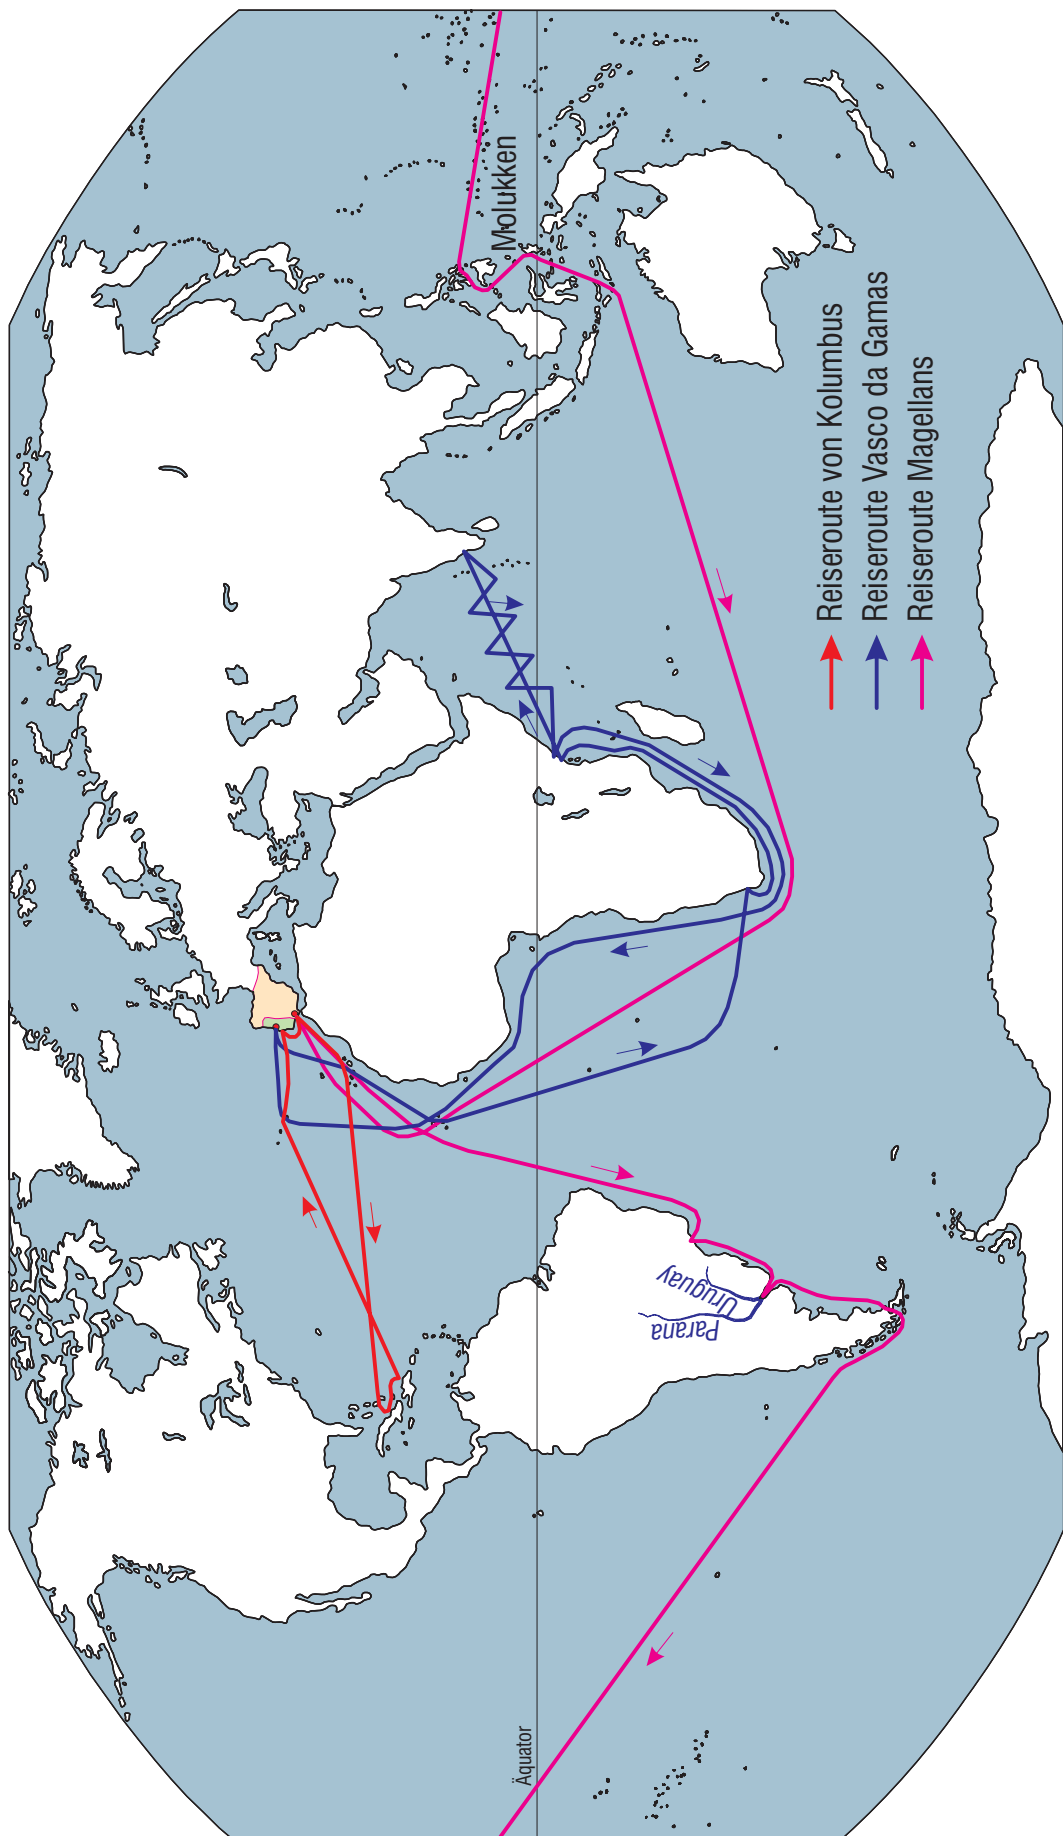 Molukken
Äquator
Uruguay
Parana
Reiseroute von Kolumbus
Reiseroute Vasco da Gamas
Reiseroute Magellans